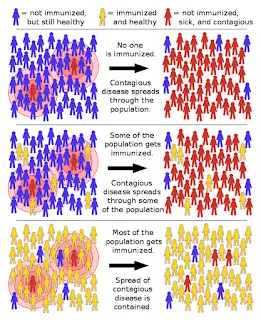 = not immunized, but still healthy
= immunized and healthy
= not immunized, sick, and contagious
No one
is immunized.
Contagious
disease spreads
through the
population.
Some of the
population gets
immunized.
Contagious
disease spreads
through some
of the population.
Most of the
population gets
immunized.
Spread of
contagious
disease is
contained.